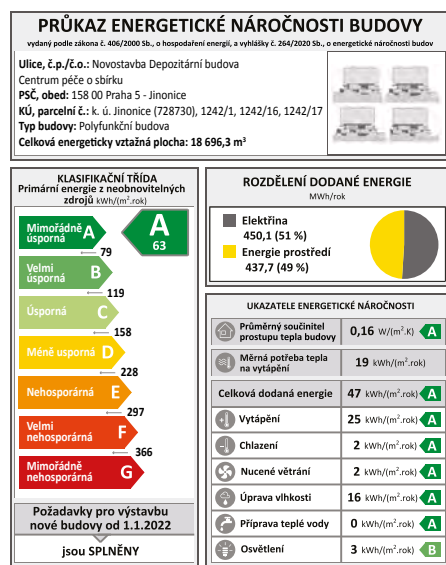 PRŮKAZ ENERGETICKÉ NÁROČNOSTI BUDOVY
vydaný podle zákona č. 406/2000 Sb., o hospodaření energií, a vyhlášky č. 264/2020 Sb., o energetické náročnosti budov
Ulice, č.p./č.o.: Novostavba Depozitární budova
Centrum péče o sbírku
PSČ, obed: 158 00 Praha 5 - Jinonice
KÚ, parcelní č.: k. ú. Jinonice (728730), 1242/1, 1242/16, 1242/17
Typ budovy: Polyfunkční budova
Celková energeticky vztažná plocha: 18 696,3 m³
KLASIFIKAČNÍ TŘÍDA
Primární energie z neobnovitelných
zdrojů kWh/(m².rok)
Mimořádně
úsporná A
A
63
79
Velmi
úsporná B
119
Úsporná C
158
Méně usporná D
228
Nehosporárná E
297
Velmi
nehosporárná F
366
Mimořádně
nehosporárná G
Požadavky pro výstavbu
nové budovy od 1.1.2022
jsou SPLNĚNY
ROZDĚLENÍ DODANÉ ENERGIE
MWh/rok
Elektřina
450,1 (51 %)
Energie prostředí
437,7 (49 %)
UKAZATELE ENERGETICKÉ NÁROČNOSTI
Průměrný součinitel
prostupu tepla budovy 0,16 W/(m².K) A
Měrná potřeba tepla
na vytápění 19 kWh/(m².rok)
Celková dodaná energie 47 kWh/(m².rok) A
Vytápění 25 kWh/(m².rok) A
Chlazení 2 kWh/(m².rok) A
Nucené větrání 2 kWh/(m².rok) A
Úprava vlhkosti 16 kWh/(m².rok) A
Příprava teplé vody 0 kWh/(m².rok) A
Osvětlení 3 kWh/(m².rok) B